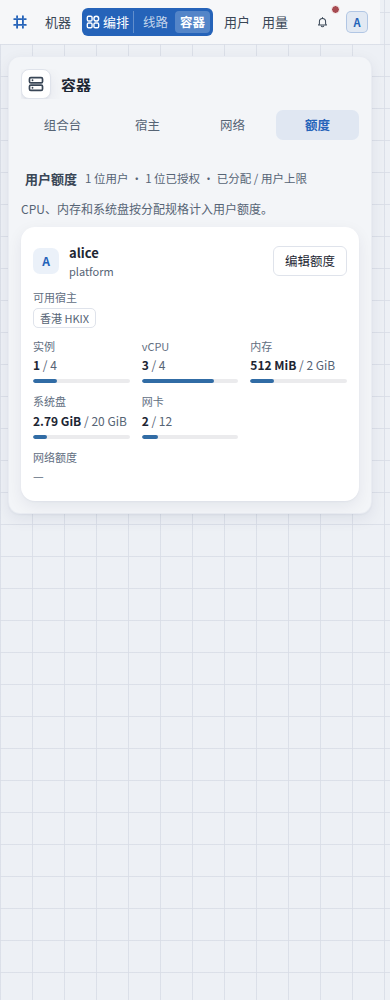 机器 编排 线路 容器 用户 用量 A
容器
组合台 宿主 网络 额度
用户额度 1 位用户 • 1 位已授权 • 已分配 / 用户上限
CPU、内存和系统盘按分配规格计入用户额度。
A alice 编辑额度
platform
可用宿主
香港 HKIX
实例 vCPU 内存
1 / 4 3 / 4 512 MiB / 2 GiB
系统盘 网卡
2.79 GiB / 20 GiB 2 / 12
网络额度
—